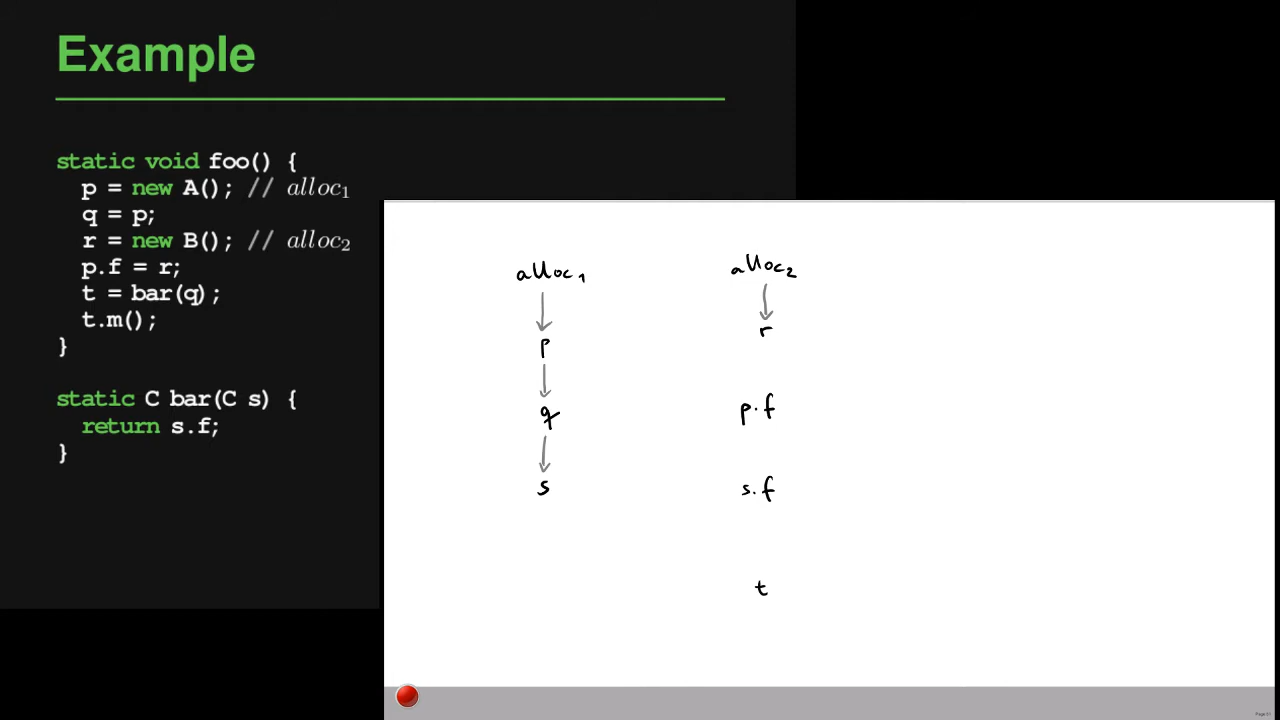 Example
static void foo() {
p = new A(); // alloc₁
q = p;
r = new B(); // alloc₂
p.f = r;
t = bar(q);
t.m();
}
static C bar(C s) {
return s.f;
}
alloc₁
alloc₂
p
r
q
p.f
s
s.f
t